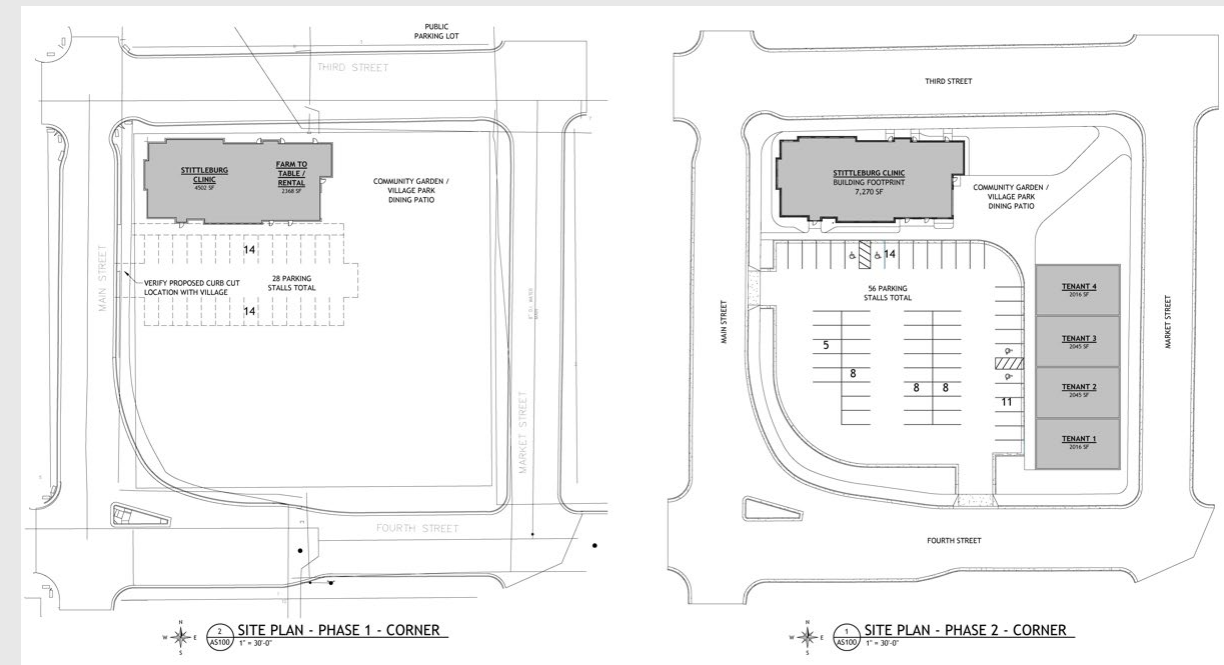 PUBLIC
PARKING LOT
THIRD STREET
STITTLEBURG
CLINIC
4502 SF
FARM TO
TABLE /
RENTAL
2368 SF
COMMUNITY GARDEN /
VILLAGE PARK
DINING PATIO
14
VERIFY PROPOSED CURB CUT
LOCATION WITH VILLAGE
28 PARKING
STALLS TOTAL
14
MAIN STREET
MARKET STREET
FOURTH STREET
N
W E
S
2
AS100
SITE PLAN - PHASE 1 - CORNER
1" = 30'-0"
THIRD STREET
STITTLEBURG CLINIC
BUILDING FOOTPRINT
7,270 SF
COMMUNITY GARDEN /
VILLAGE PARK
DINING PATIO
14
56 PARKING
STALLS TOTAL
MAIN STREET
MARKET STREET
5
8
8 8
11
TENANT 4
2016 SF
TENANT 3
2045 SF
TENANT 2
2045 SF
TENANT 1
2016 SF
FOURTH STREET
N
W E
S
1
AS100
SITE PLAN - PHASE 2 - CORNER
1" = 30'-0"